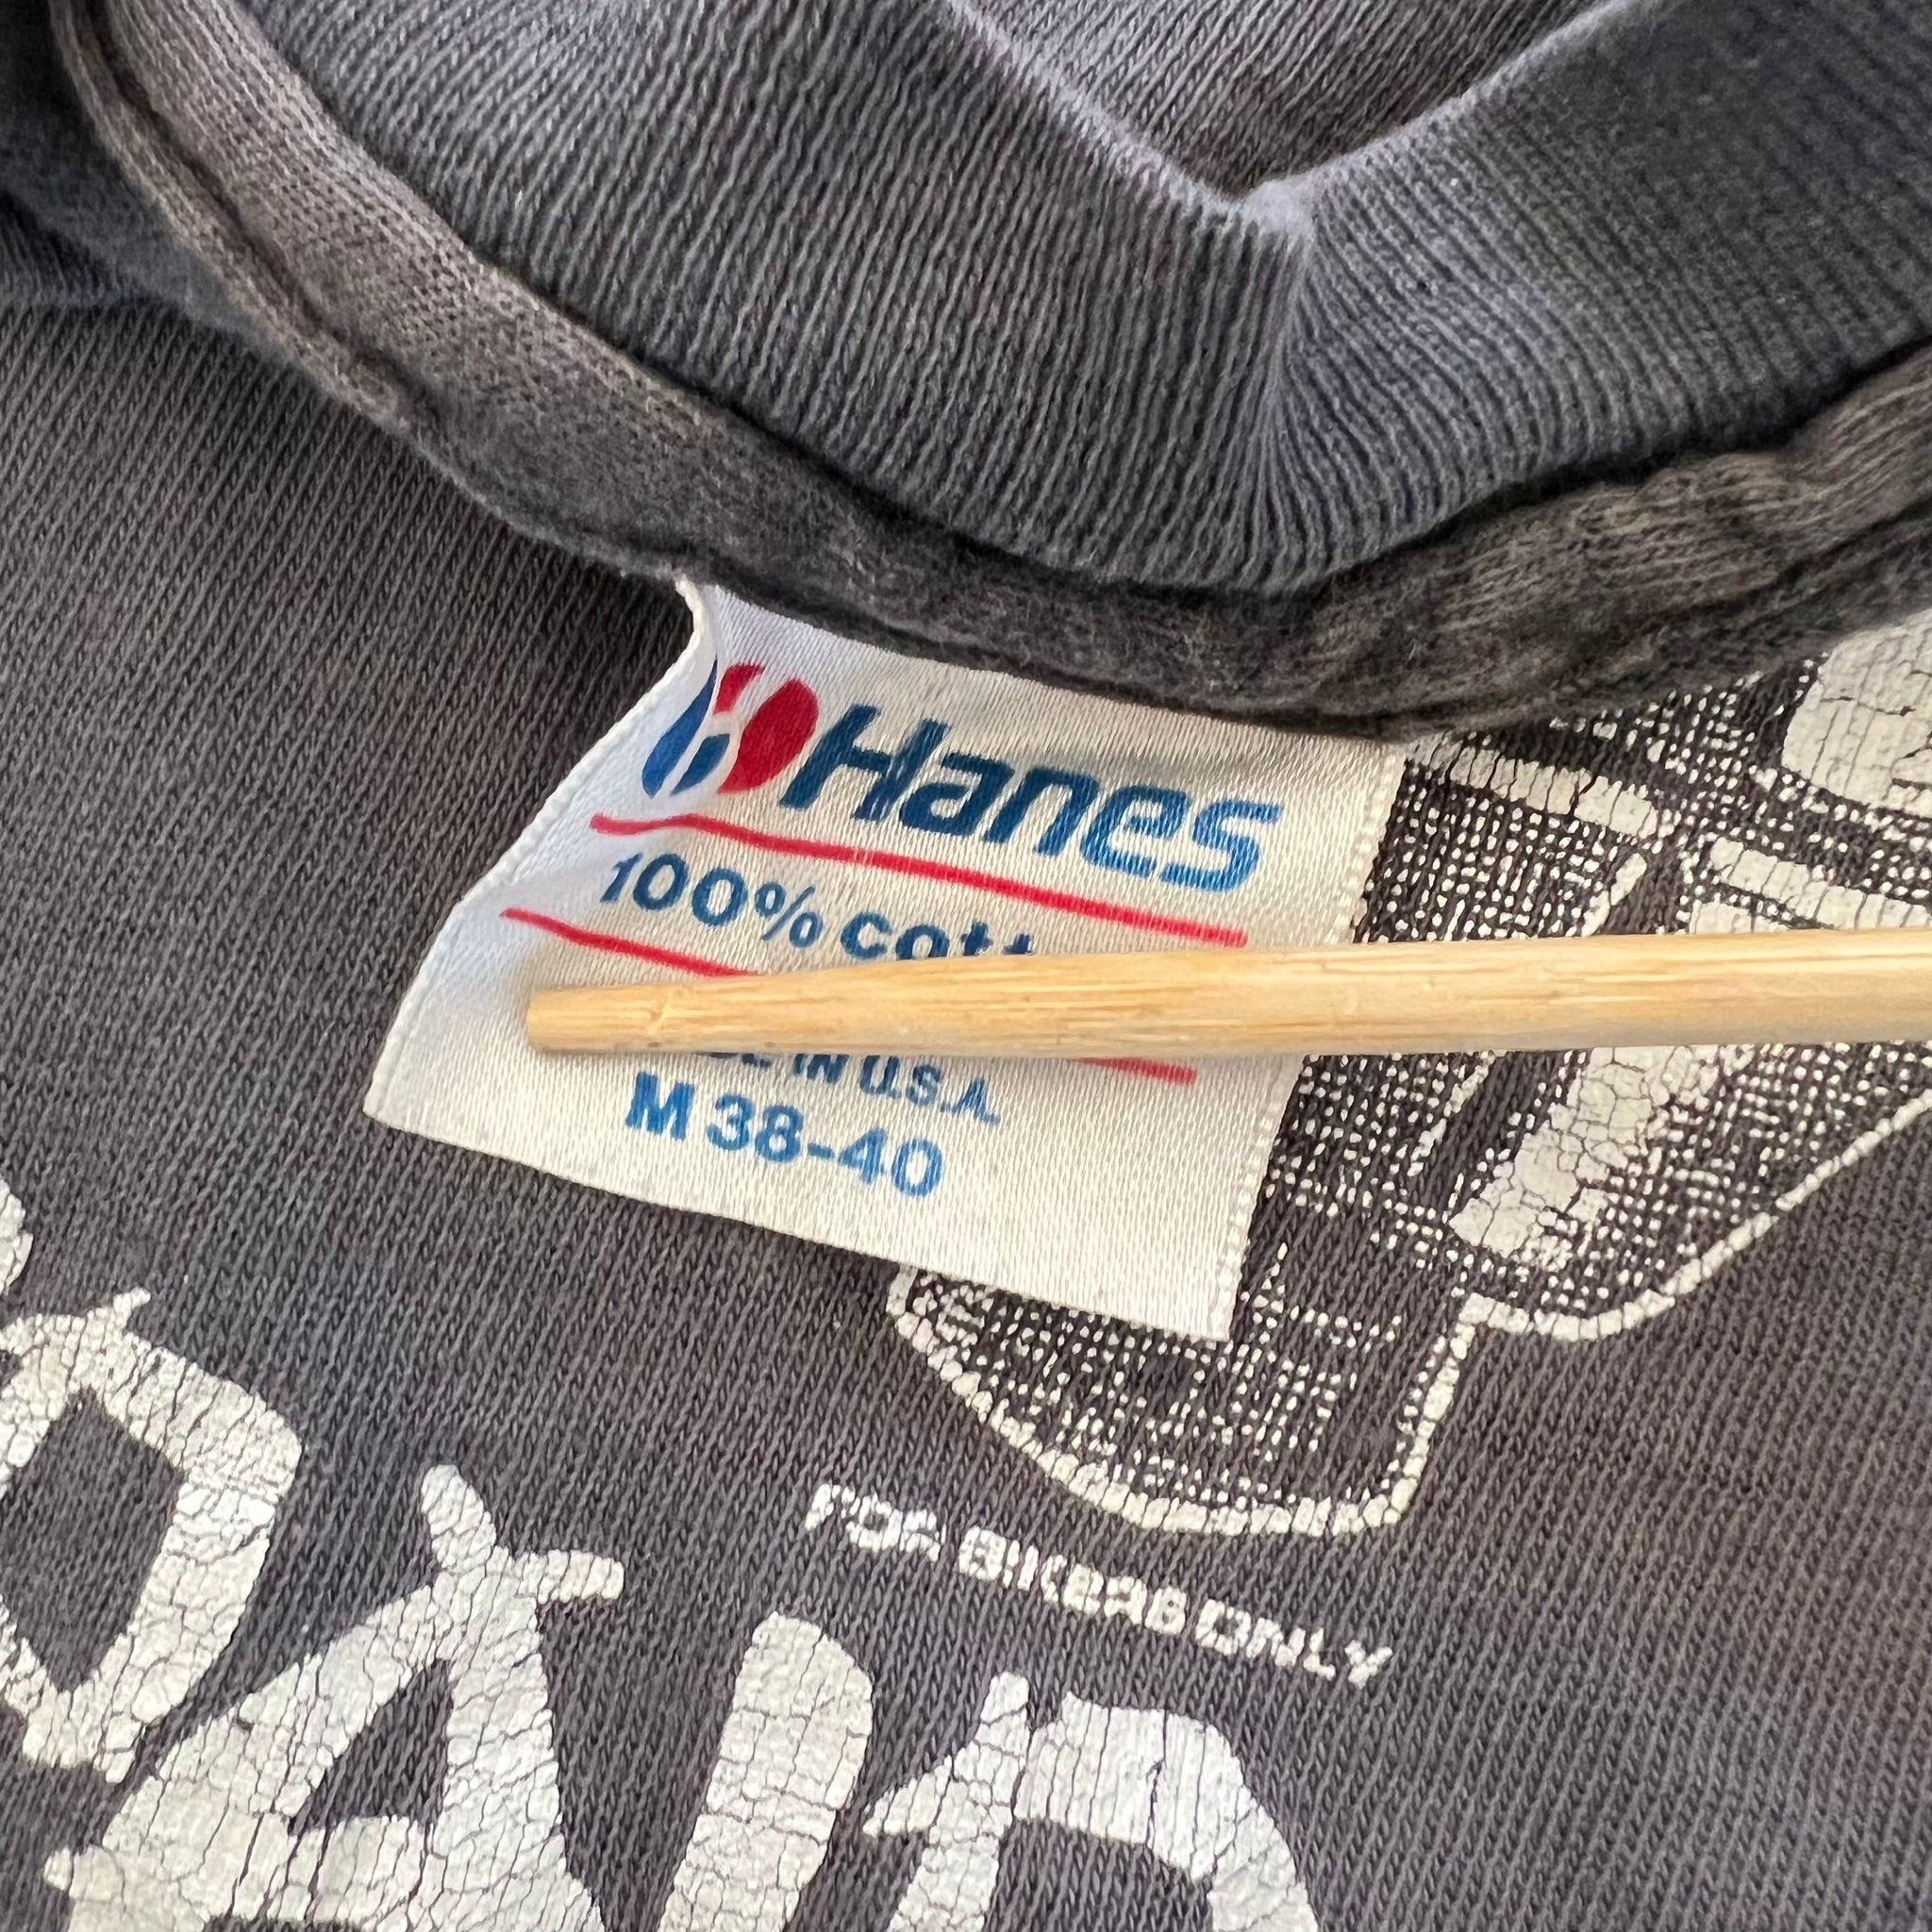 Hanes
100% cott
IN U.S.A.
M 38-40
FOR BIKERS ONLY